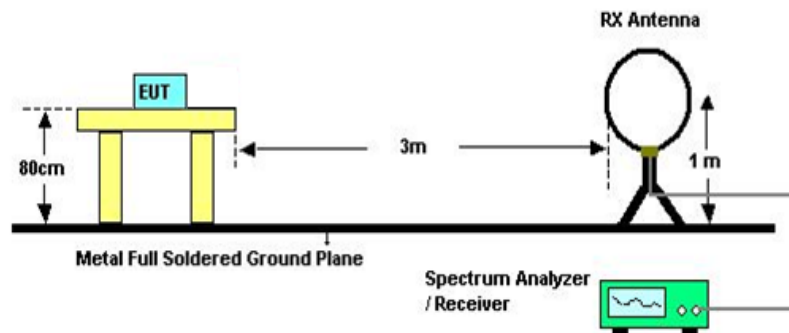 RX Antenna
EUT
80cm
3m
1 m
Metal Full Soldered Ground Plane
Spectrum Analyzer
/ Receiver